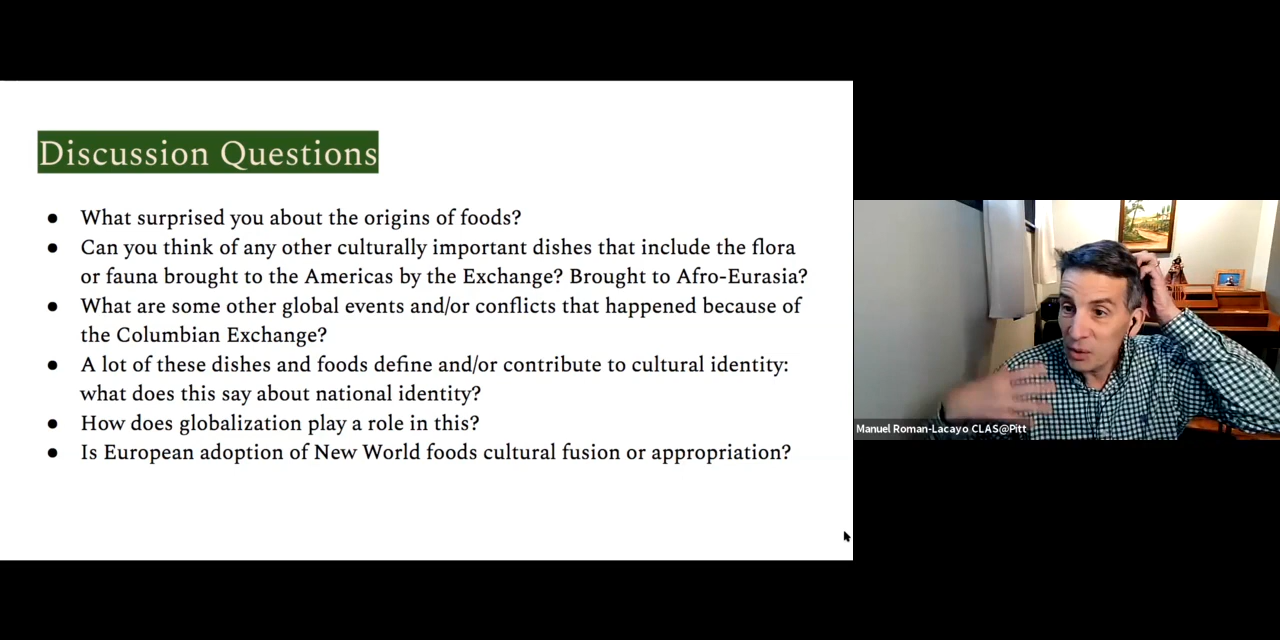 Discussion Questions
● What surprised you about the origins of foods?
● Can you think of any other culturally important dishes that include the flora
or fauna brought to the Americas by the Exchange? Brought to Afro-Eurasia?
● What are some other global events and/or conflicts that happened because of
the Columbian Exchange?
● A lot of these dishes and foods define and/or contribute to cultural identity:
what does this say about national identity?
● How does globalization play a role in this?
● Is European adoption of New World foods cultural fusion or appropriation?
Manuel Roman-Lacayo CLAS@Pitt